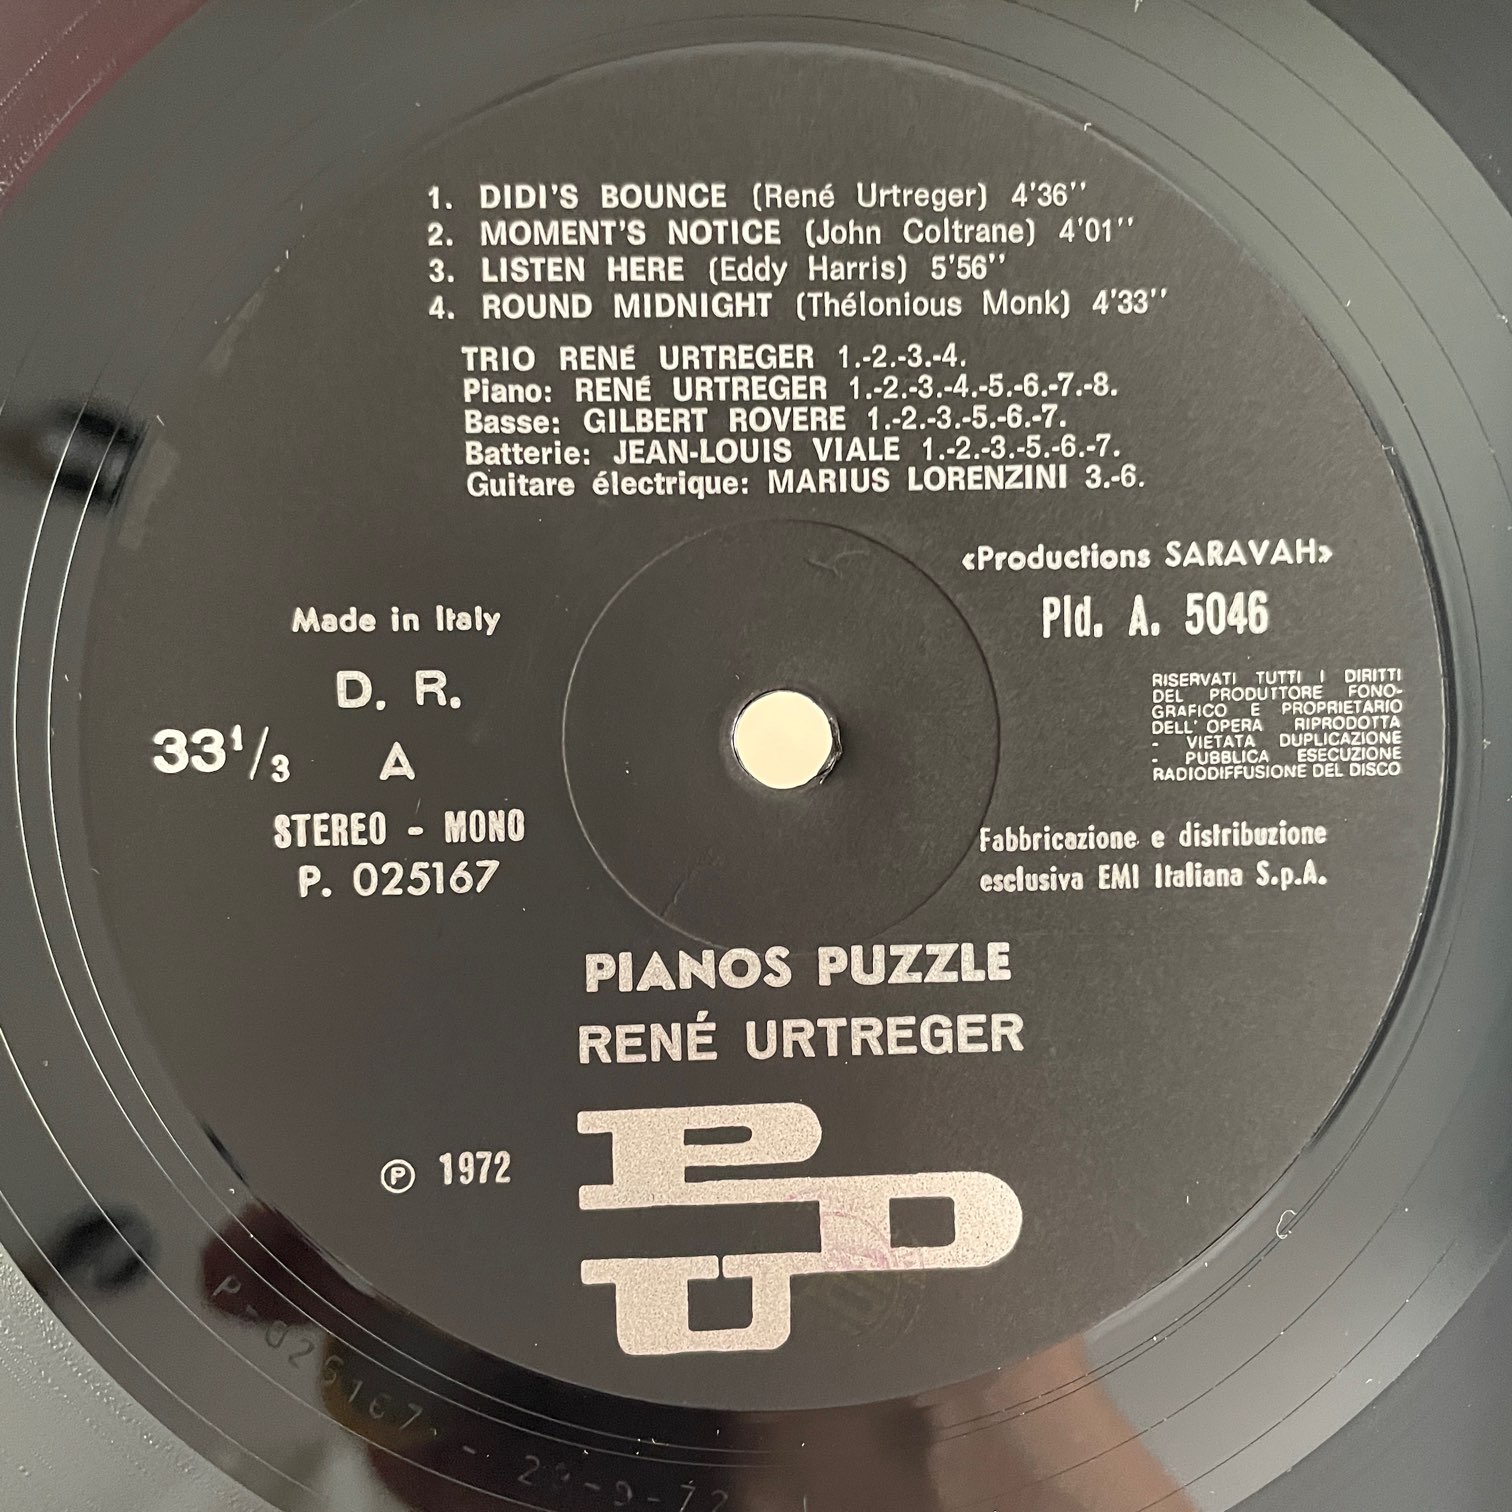 1. DIDI'S BOUNCE (René Urtreger) 4'36''
2. MOMENT'S NOTICE (John Coltrane) 4'01''
3. LISTEN HERE (Eddy Harris) 5'56''
4. ROUND MIDNIGHT (Thélonious Monk) 4'33''
TRIO RENÉ URTREGER 1.-2.-3.-4.
Piano: RENÉ URTREGER 1.-2.-3.-4.-5.-6.-7.-8.
Basse: GILBERT ROVERE 1.-2.-3.-5.-6.-7.
Batterie: JEAN-LOUIS VIALE 1.-2.-3.-5.-6.-7.
Guitare électrique: MARIUS LORENZINI 3.-6.
«Productions SARAVAH»
Pld. A. 5046
Made in Italy
D. R.
33¹/₃ A
STEREO - MONO
P. 025167
RISERVATI TUTTI I DIRITTI
DEL PRODUTTORE FONO-
GRAFICO E PROPRIETARIO
DELL' OPERA RIPRODOTTA
- VIETATA DUPLICAZIONE
- PUBBLICA ESECUZIONE
RADIODIFFUSIONE DEL DISCO
Fabbricazione e distribuzione
esclusiva EMI Italiana S.p.A.
PIANOS PUZZLE
RENÉ URTREGER
℗ 1972
PDU
P-025167-